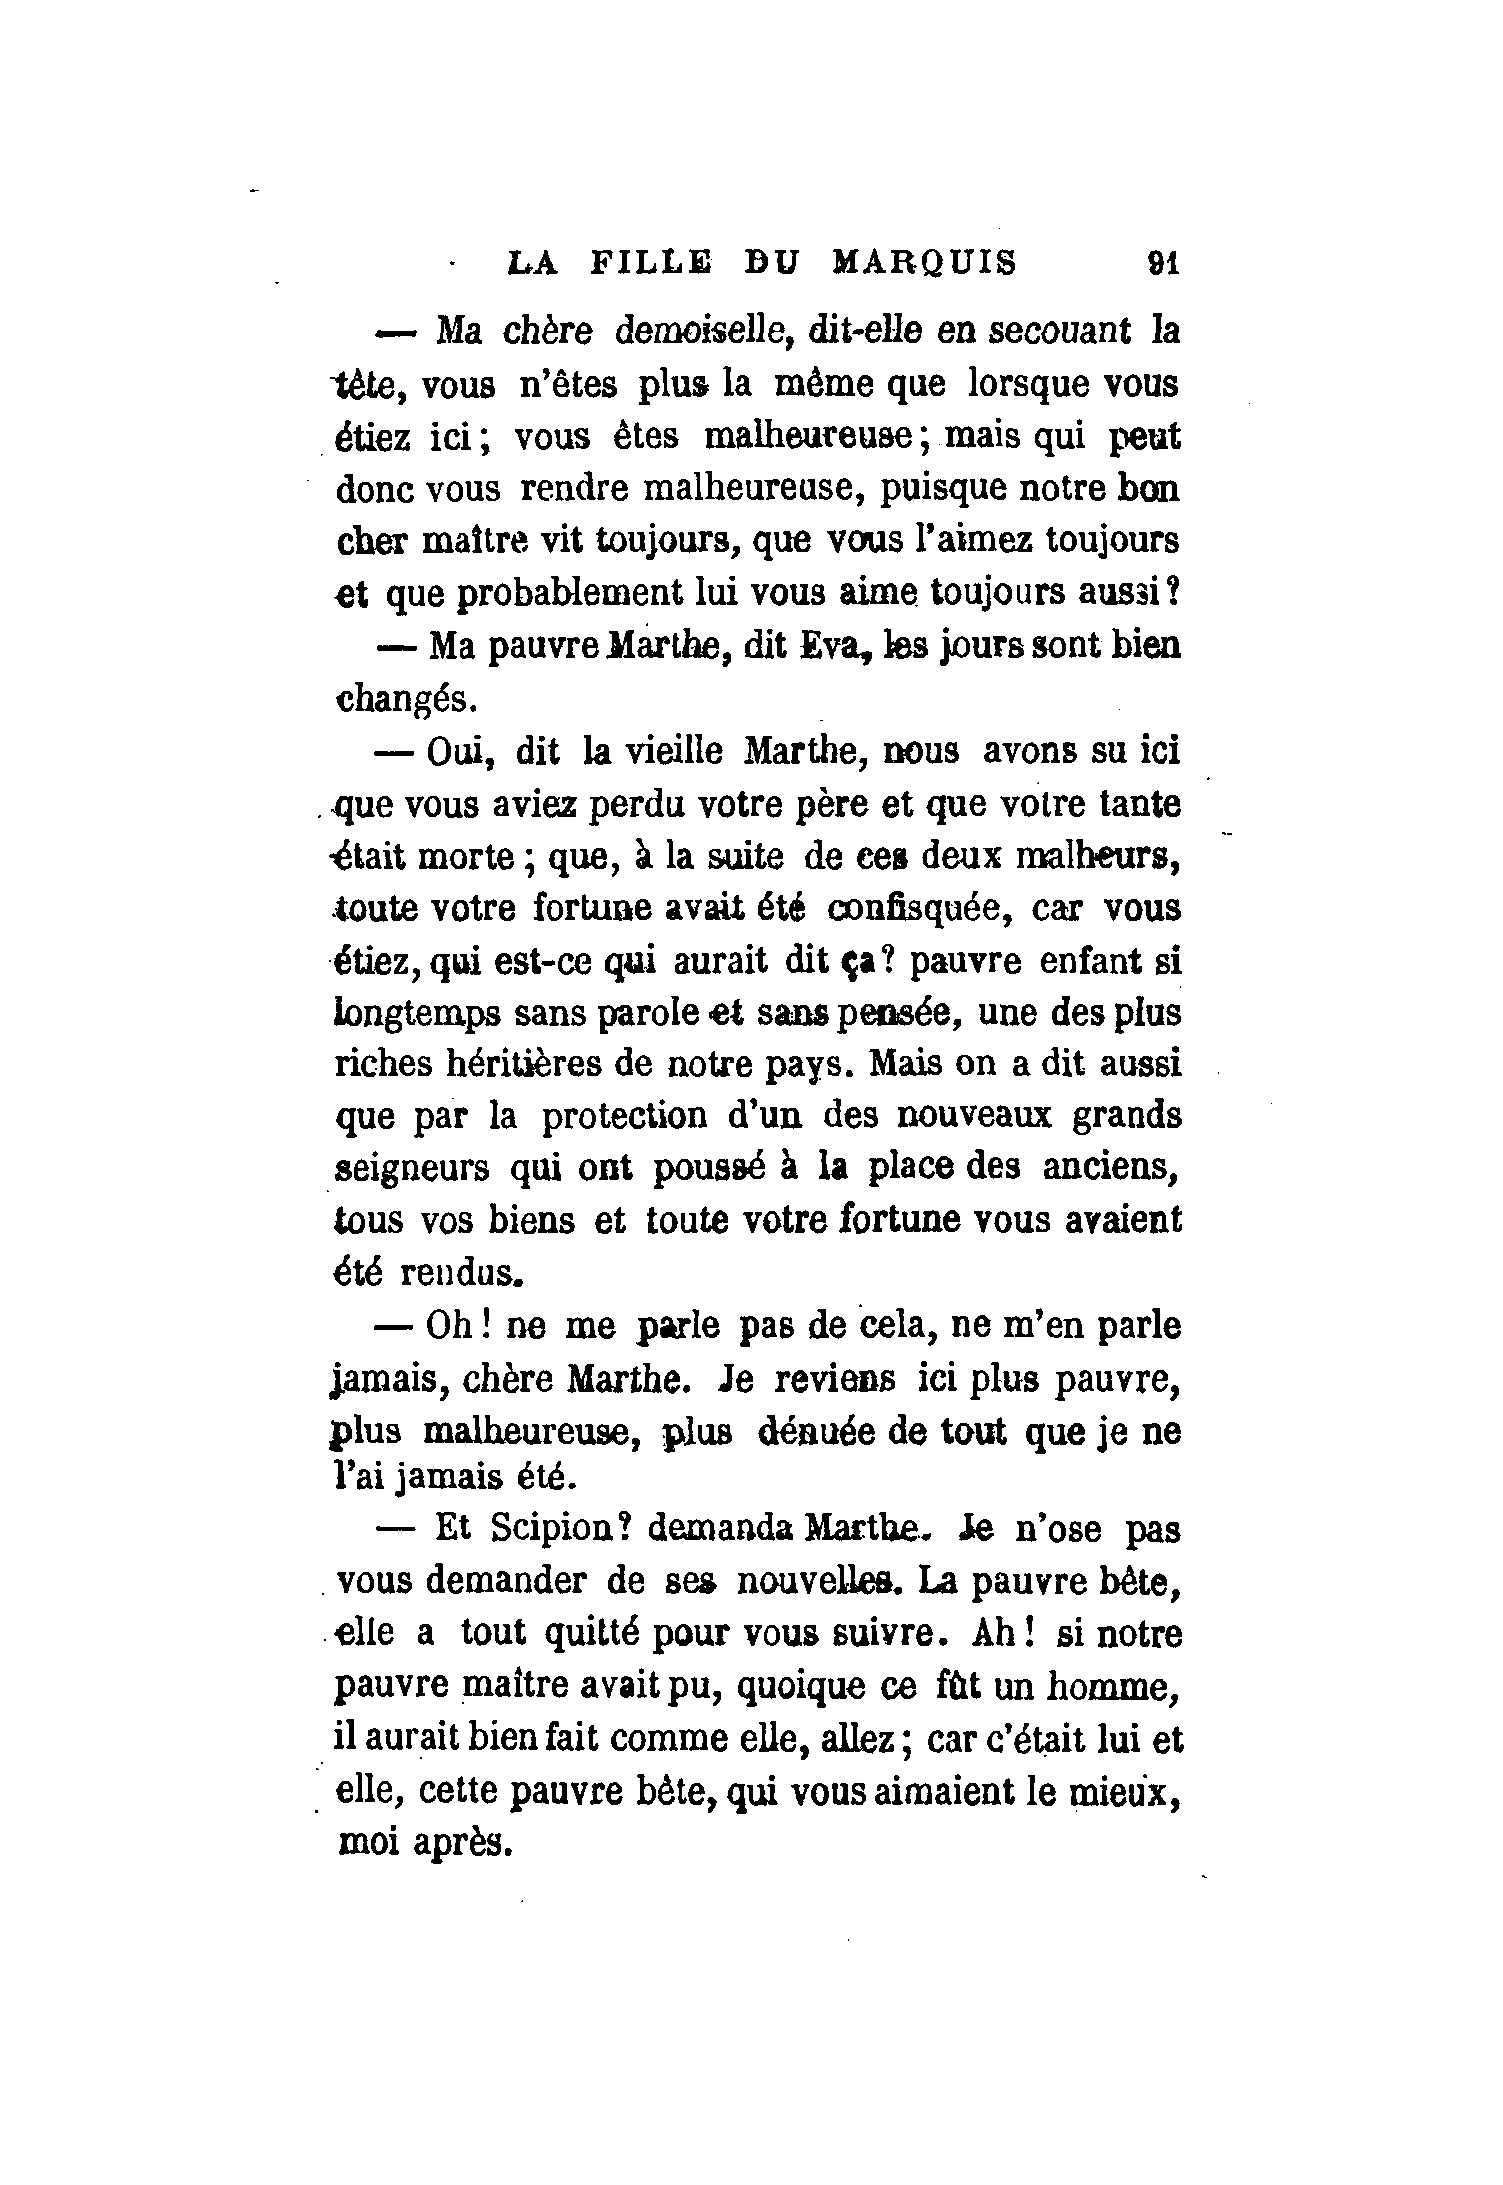 LA FILLE DU MARQUIS 91
— Ma chère demoiselle, dit-elle en secouant la
tête, vous n'êtes plus la même que lorsque vous
étiez ici ; vous êtes malheureuse ; mais qui peut
donc vous rendre malheureuse, puisque notre bon
cher maître vit toujours, que vous l'aimez toujours
et que probablement lui vous aime toujours aussi ?
— Ma pauvre Marthe, dit Eva, les jours sont bien
changés.
— Oui, dit la vieille Marthe, nous avons su ici
que vous aviez perdu votre père et que votre tante
était morte ; que, à la suite de ces deux malheurs,
toute votre fortune avait été confisquée, car vous
étiez, qui est-ce qui aurait dit ça ? pauvre enfant si
longtemps sans parole et sans pensée, une des plus
riches héritières de notre pays. Mais on a dit aussi
que par la protection d'un des nouveaux grands
seigneurs qui ont poussé à la place des anciens,
tous vos biens et toute votre fortune vous avaient
été rendus.
— Oh ! ne me parle pas de cela, ne m'en parle
jamais, chère Marthe. Je reviens ici plus pauvre,
plus malheureuse, plus dénuée de tout que je ne
l'ai jamais été.
— Et Scipion ? demanda Marthe. Je n'ose pas
vous demander de ses nouvelles. La pauvre bête,
elle a tout quitté pour vous suivre. Ah ! si notre
pauvre maître avait pu, quoique ce fût un homme,
il aurait bien fait comme elle, allez ; car c'était lui et
elle, cette pauvre bête, qui vous aimaient le mieux,
moi après.